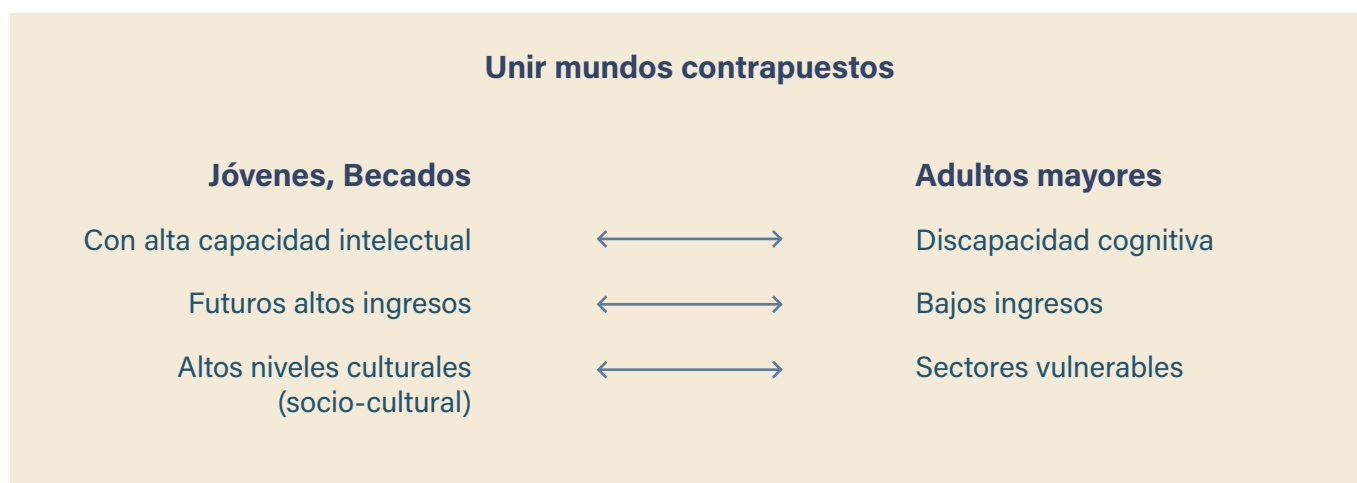 Unir mundos contrapuestos
Jóvenes, Becados
Adultos mayores
Con alta capacidad intelectual
Discapacidad cognitiva
Futuros altos ingresos
Bajos ingresos
Altos niveles culturales
(socio-cultural)
Sectores vulnerables